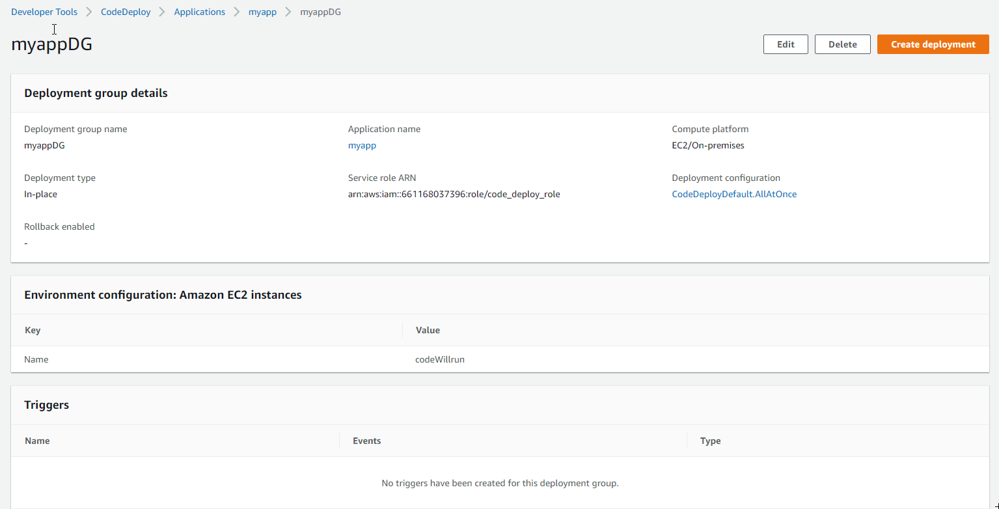 Developer Tools > CodeDeploy > Applications > myapp > myappDG
myappDG
Edit Delete Create deployment
Deployment group details
Deployment group name Application name Compute platform
myappDG myapp EC2/On-premises
Deployment type Service role ARN Deployment configuration
In-place arn:aws:iam::661168037396:role/code_deploy_role CodeDeployDefault.AllAtOnce
Rollback enabled
-
Environment configuration: Amazon EC2 instances
Key Value
Name codeWillrun
Triggers
Name Events Type
No triggers have been created for this deployment group.